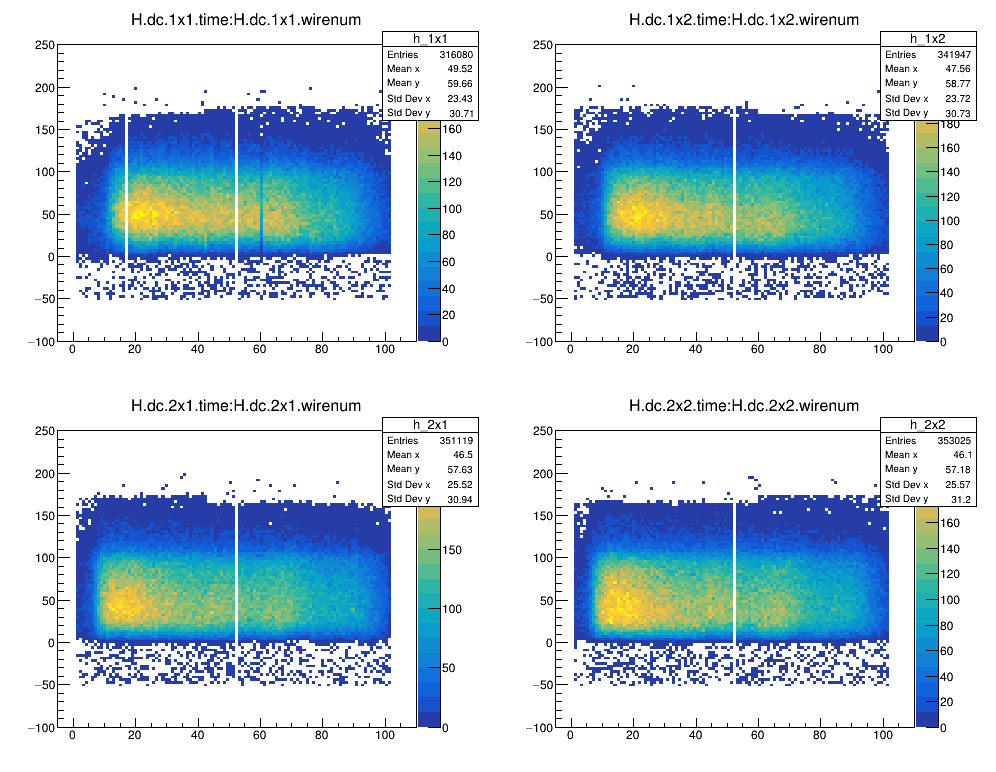 H.dc.1x1.time:H.dc.1x1.wirenum
h_1x1
Entries 316080
Mean x 49.52
Mean y 59.66
Std Dev x 23.43
Std Dev y 30.71
250
200
150
100
50
0
−50
−100
0 20 40 60 80 100
160
140
120
100
80
60
40
20
0
H.dc.1x2.time:H.dc.1x2.wirenum
h_1x2
Entries 341947
Mean x 47.56
Mean y 58.77
Std Dev x 23.72
Std Dev y 30.73
250
200
150
100
50
0
−50
−100
0 20 40 60 80 100
180
160
140
120
100
80
60
40
20
0
H.dc.2x1.time:H.dc.2x1.wirenum
h_2x1
Entries 351119
Mean x 46.5
Mean y 57.63
Std Dev x 25.52
Std Dev y 30.94
250
200
150
100
50
0
−50
−100
0 20 40 60 80 100
150
100
50
0
H.dc.2x2.time:H.dc.2x2.wirenum
h_2x2
Entries 353025
Mean x 46.1
Mean y 57.18
Std Dev x 25.57
Std Dev y 31.2
250
200
150
100
50
0
−50
−100
0 20 40 60 80 100
160
140
120
100
80
60
40
20
0